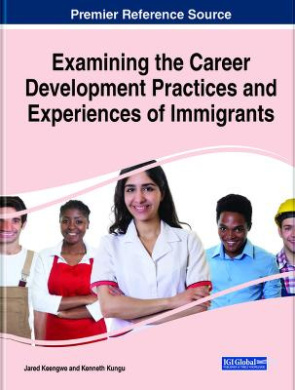 Premier Reference Source
Examining the Career
Development Practices and
Experiences of Immigrants
Jared Keengwe and Kenneth Kungu
IGI Global